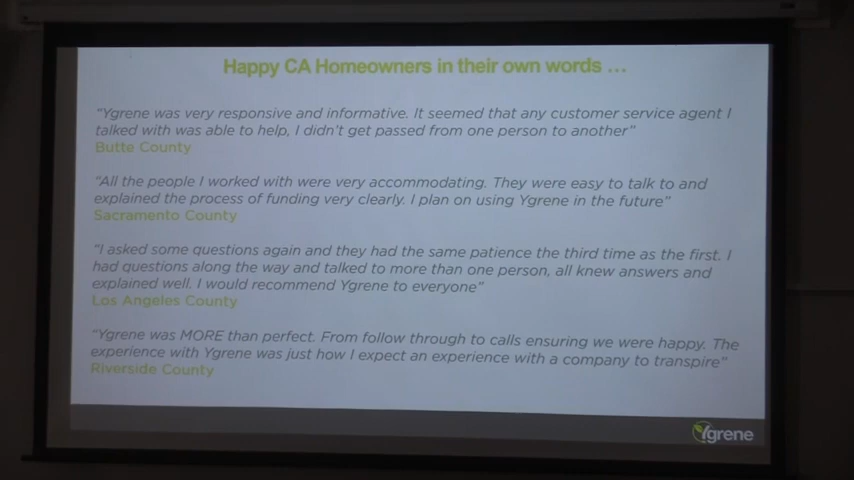 Happy CA Homeowners in their own words ...
"Ygrene was very responsive and informative. It seemed that any customer service agent I
talked with was able to help, I didn't get passed from one person to another"
Butte County
"All the people I worked with were very accommodating. They were easy to talk to and
explained the process of funding very clearly. I plan on using Ygrene in the future"
Sacramento County
"I asked some questions again and they had the same patience the third time as the first. I
had questions along the way and talked to more than one person, all knew answers and
explained well. I would recommend Ygrene to everyone"
Los Angeles County
"Ygrene was MORE than perfect. From follow through to calls ensuring we were happy. The
experience with Ygrene was just how I expect an experience with a company to transpire"
Riverside County
Ygrene